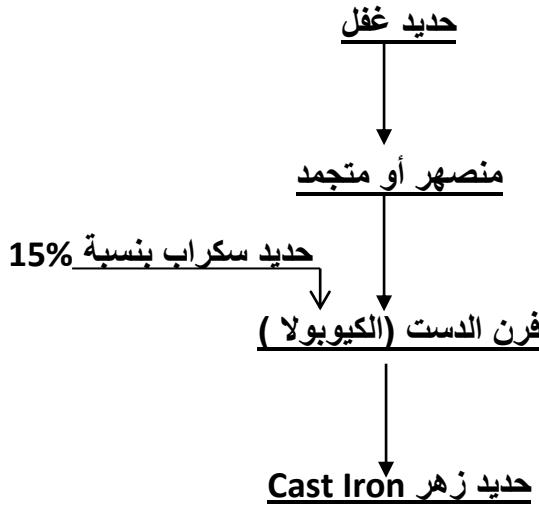 حديد غفل
منصهر أو متجمد
حديد سكراب بنسبة 15%
فرن الدست (الكيوبولا )
حديد زهر Cast Iron